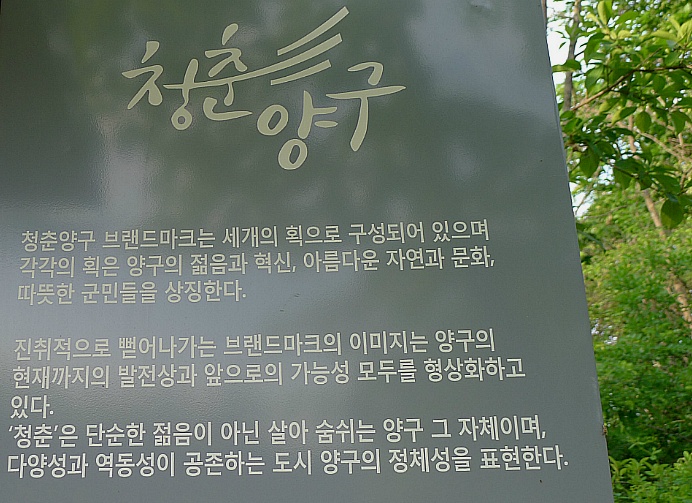 청춘
양구
청춘양구 브랜드마크는 세개의 획으로 구성되어 있으며
각각의 획은 양구의 젊음과 혁신, 아름다운 자연과 문화,
따뜻한 군민들을 상징한다.
진취적으로 뻗어나가는 브랜드마크의 이미지는 양구의
현재까지의 발전상과 앞으로의 가능성 모두를 형상화하고
있다.
‘청춘’은 단순한 젊음이 아닌 살아 숨쉬는 양구 그 자체이며,
다양성과 역동성이 공존하는 도시 양구의 정체성을 표현한다.